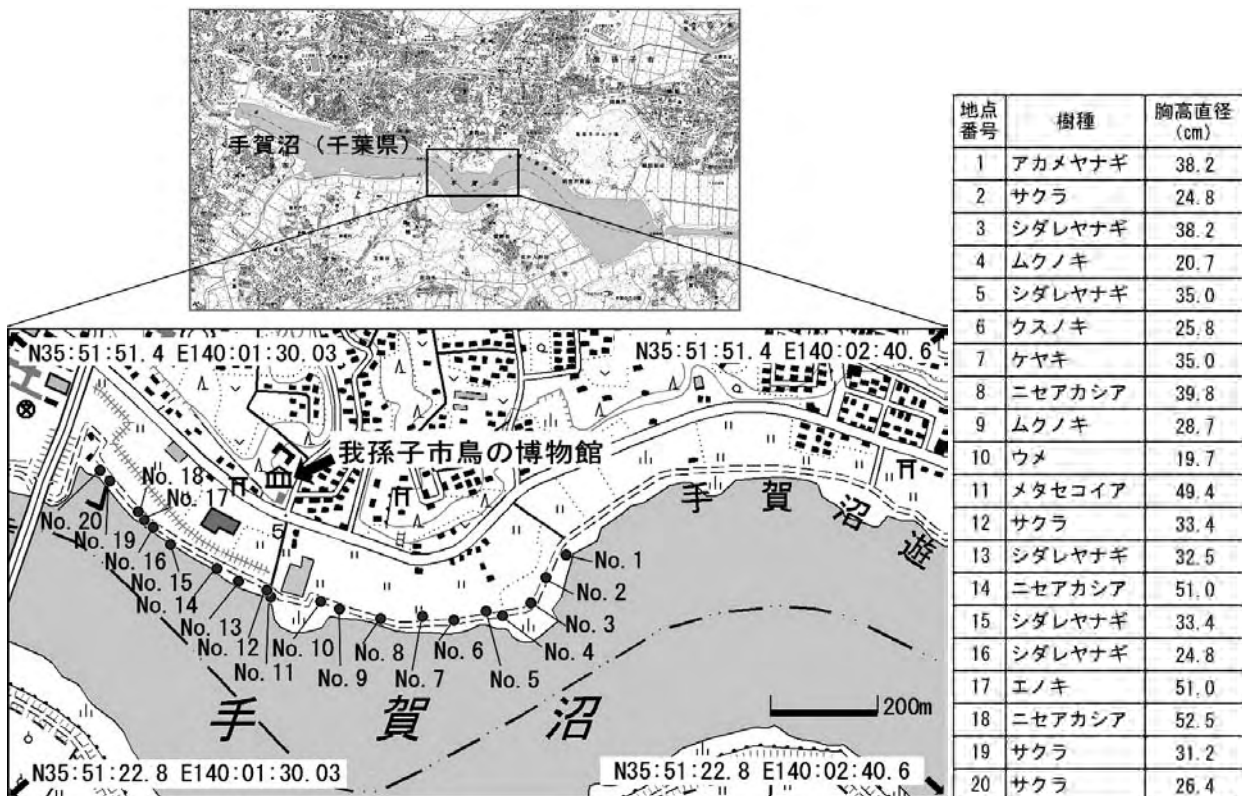 手賀沼（千葉県）
N35:51:51.4 E140:01:30.03
N35:51:51.4 E140:02:40.6
我孫子市鳥の博物館
手賀沼遊
No. 18
No. 17
No. 20
No. 19
No. 16
No. 15
No. 14
No. 13
No. 12
No. 11
No. 10
No. 9
No. 8
No. 7
No. 6
No. 5
No. 4
No. 3
No. 2
No. 1
5
手賀沼
200m
N35:51:22.8 E140:01:30.03
N35:51:22.8 E140:02:40.6
地点番号 樹種 胸高直径(cm)
1 アカメヤナギ 38.2
2 サクラ 24.8
3 シダレヤナギ 38.2
4 ムクノキ 20.7
5 シダレヤナギ 35.0
6 クスノキ 25.8
7 ケヤキ 35.0
8 ニセアカシア 39.8
9 ムクノキ 28.7
10 ウメ 19.7
11 メタセコイア 49.4
12 サクラ 33.4
13 シダレヤナギ 32.5
14 ニセアカシア 51.0
15 シダレヤナギ 33.4
16 シダレヤナギ 24.8
17 エノキ 51.0
18 ニセアカシア 52.5
19 サクラ 31.2
20 サクラ 26.4